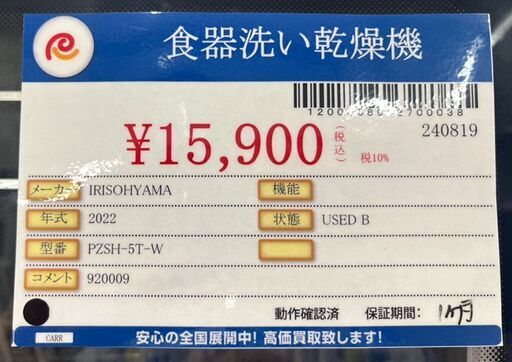 食器洗い乾燥機
240819
¥15,900
(税込)
税10%
メーカー IRISOHYAMA 機能
年式 2022 状態 USED B
型番 PZSH-5T-W
コメント 920009
動作確認済 保証期間: 1ヶ月
CARR 安心の全国展開中! 高価買取致します!